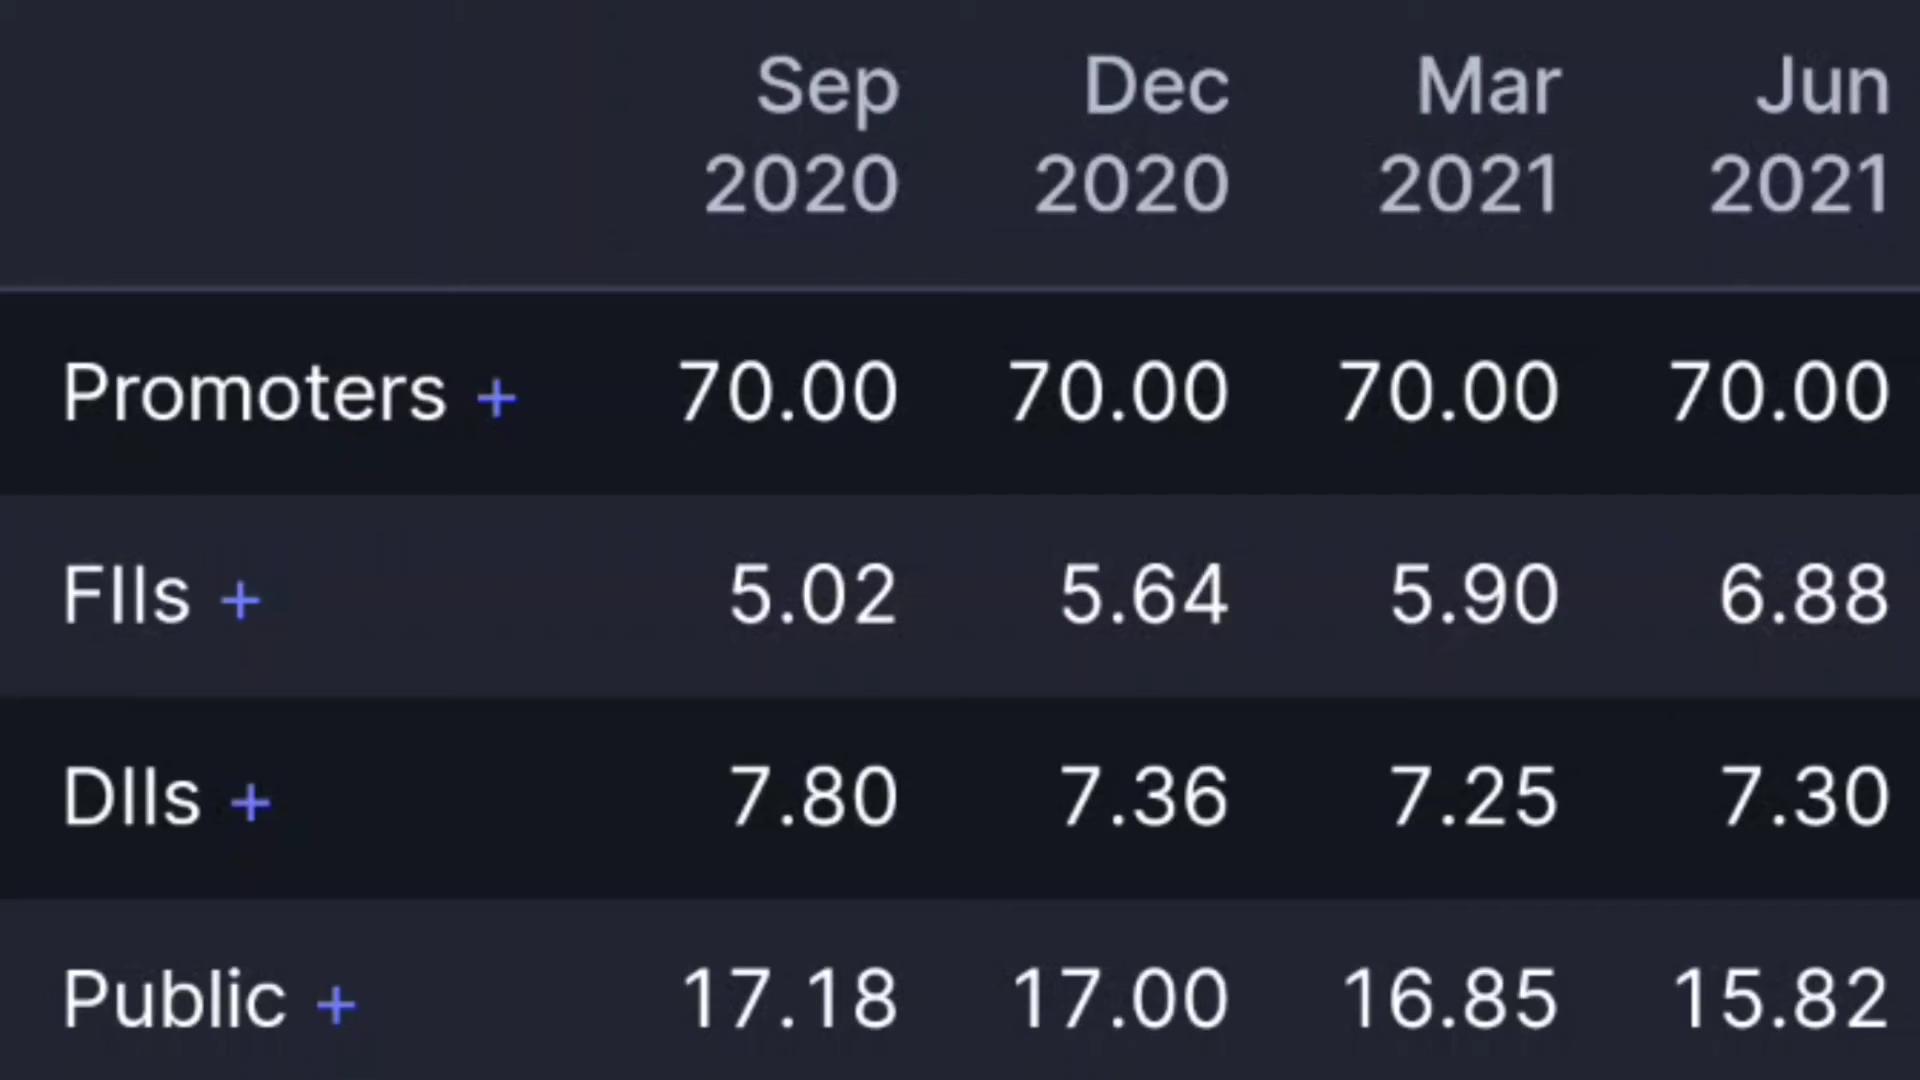 Sep Dec Mar Jun
2020 2020 2021 2021
Promoters + 70.00 70.00 70.00 70.00
FIIs + 5.02 5.64 5.90 6.88
DIIs + 7.80 7.36 7.25 7.30
Public + 17.18 17.00 16.85 15.82